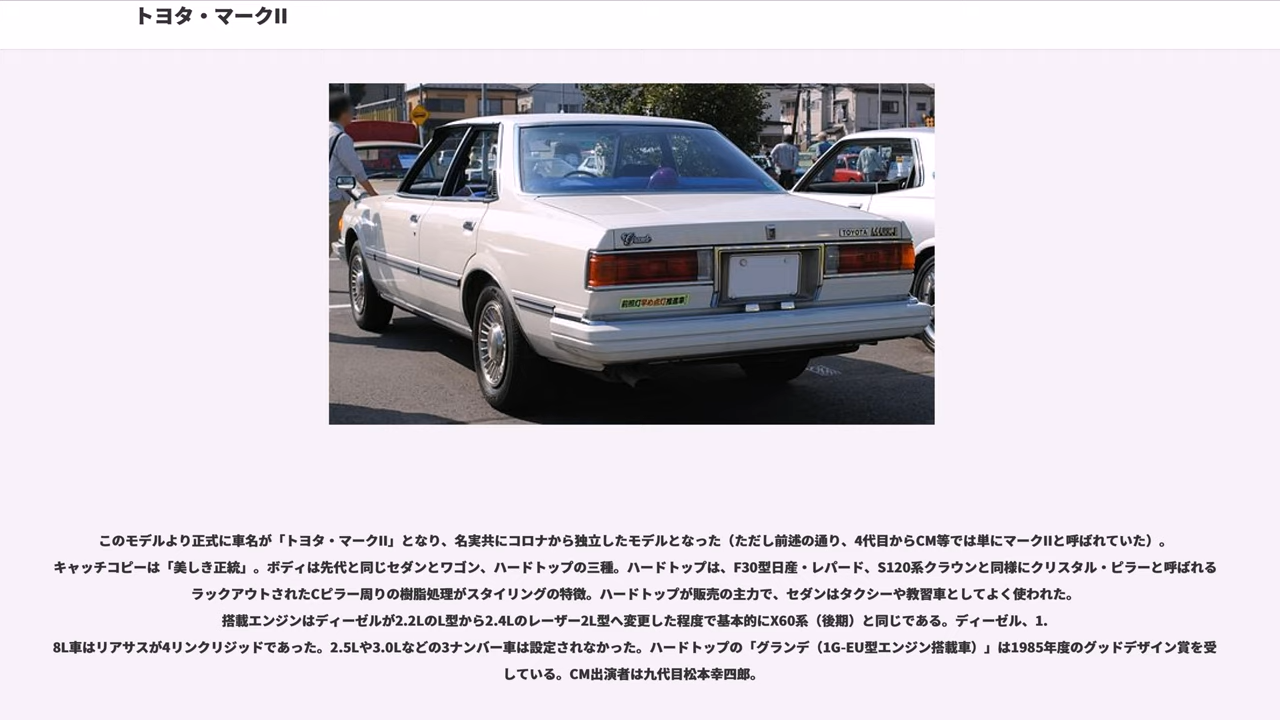 トヨタ・マークII
Grande
TOYOTA MARK II
前照灯早め点灯推進車
このモデルより正式に車名が「トヨタ・マークII」となり、名実共にコロナから独立したモデルとなった（ただし前述の通り、4代目からCM等では単にマークIIと呼ばれていた）。
キャッチコピーは「美しき正統」。ボディは先代と同じセダンとワゴン、ハードトップの三種。ハードトップは、F30型日産・レパード、S120系クラウンと同様にクリスタル・ピラーと呼ばれる
ラックアウトされたCピラー周りの樹脂処理がスタイリングの特徴。ハードトップが販売の主力で、セダンはタクシーや教習車としてよく使われた。
搭載エンジンはディーゼルが2.2LのL型から2.4Lのレーザー2L型へ変更した程度で基本的にX60系（後期）と同じである。ディーゼル、1.
8L車はリアサスが4リンクリジッドであった。2.5Lや3.0Lなどの3ナンバー車は設定されなかった。ハードトップの「グランデ（1G-EU型エンジン搭載車）」は1985年度のグッドデザイン賞を受
している。CM出演者は九代目松本幸四郎。